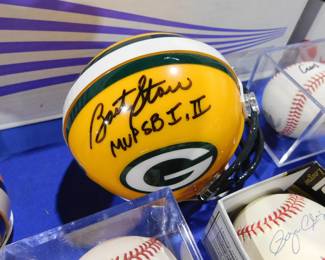 Bart Starr
MVP SB I, II
G